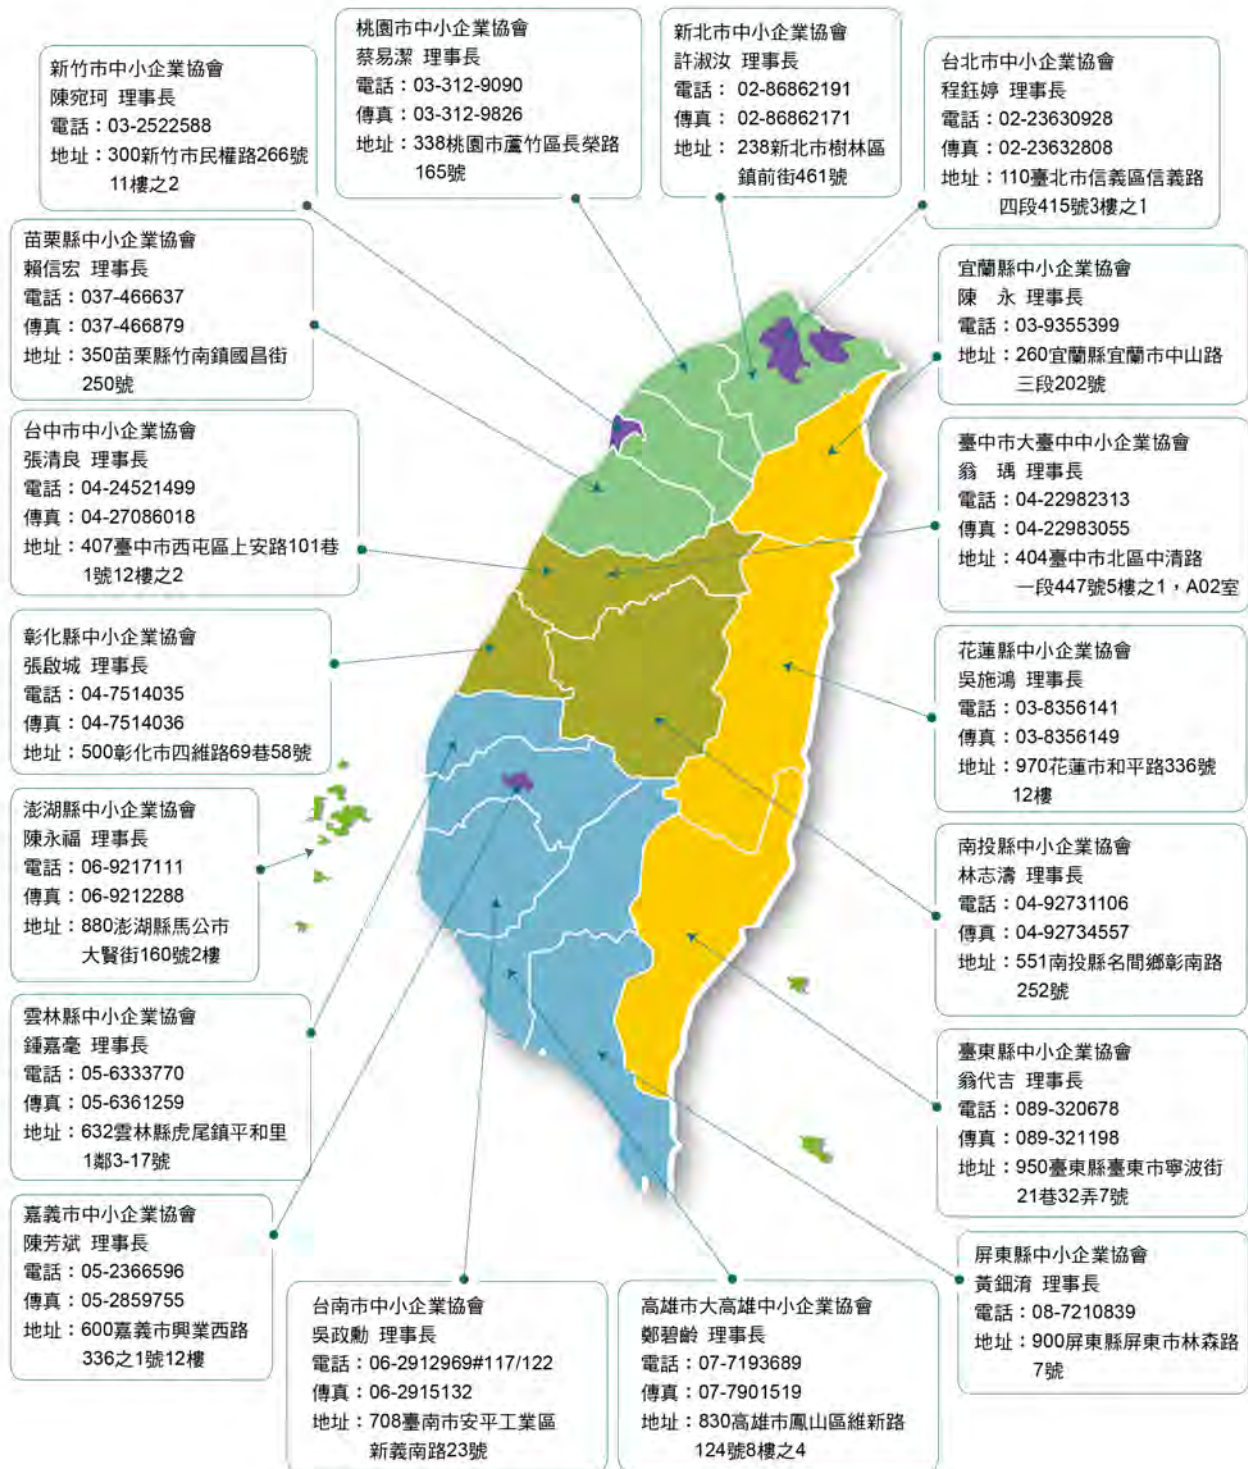 新竹市中小企業協會
陳宛珂 理事長
電話：03-2522588
地址：300新竹市民權路266號
11樓之2
桃園市中小企業協會
蔡易潔 理事長
電話：03-312-9090
傳真：03-312-9826
地址：338桃園市蘆竹區長榮路
165號
新北市中小企業協會
許淑汝 理事長
電話： 02-86862191
傳真： 02-86862171
地址： 238新北市樹林區
鎮前街461號
台北市中小企業協會
程鈺婷 理事長
電話：02-23630928
傳真：02-23632808
地址：110臺北市信義區信義路
四段415號3樓之1
苗栗縣中小企業協會
賴信宏 理事長
電話：037-466637
傳真：037-466879
地址：350苗栗縣竹南鎮國昌街
250號
宜蘭縣中小企業協會
陳　永 理事長
電話：03-9355399
地址：260宜蘭縣宜蘭市中山路
三段202號
台中市中小企業協會
張清良 理事長
電話：04-24521499
傳真：04-27086018
地址：407臺中市西屯區上安路101巷
1號12樓之2
臺中市大臺中中小企業協會
翁　瑀 理事長
電話：04-22982313
傳真：04-22983055
地址：404臺中市北區中清路
一段447號5樓之1，A02室
彰化縣中小企業協會
張啟城 理事長
電話：04-7514035
傳真：04-7514036
地址：500彰化市四維路69巷58號
花蓮縣中小企業協會
吳施鴻 理事長
電話：03-8356141
傳真：03-8356149
地址：970花蓮市和平路336號
12樓
澎湖縣中小企業協會
陳永福 理事長
電話：06-9217111
傳真：06-9212288
地址：880澎湖縣馬公市
大賢街160號2樓
南投縣中小企業協會
林志濤 理事長
電話：04-92731106
傳真：04-92734557
地址：551南投縣名間鄉彰南路
252號
雲林縣中小企業協會
鍾嘉毫 理事長
電話：05-6333770
傳真：05-6361259
地址：632雲林縣虎尾鎮平和里
1鄰3-17號
臺東縣中小企業協會
翁代吉 理事長
電話：089-320678
傳真：089-321198
地址：950臺東縣臺東市寧波街
21巷32弄7號
嘉義市中小企業協會
陳芳斌 理事長
電話：05-2366596
傳真：05-2859755
地址：600嘉義市興業西路
336之1號12樓
台南市中小企業協會
吳政勳 理事長
電話：06-2912969#117/122
傳真：06-2915132
地址：708臺南市安平工業區
新義南路23號
高雄市大高雄中小企業協會
鄭碧齡 理事長
電話：07-7193689
傳真：07-7901519
地址：830高雄市鳳山區維新路
124號8樓之4
屏東縣中小企業協會
黃鈿淯 理事長
電話：08-7210839
地址：900屏東縣屏東市林森路
7號